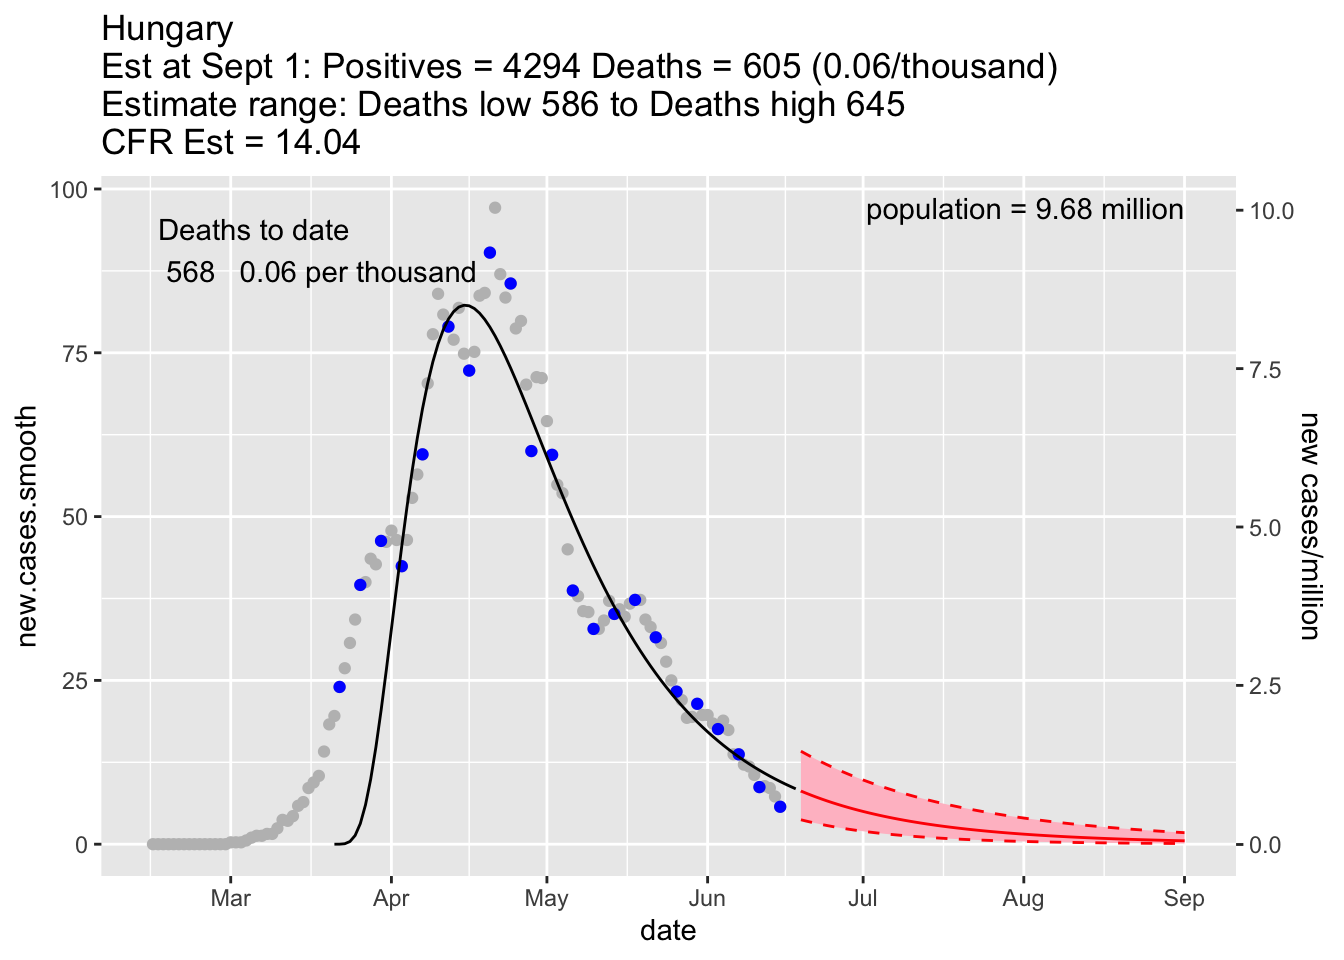 Hungary
Est at Sept 1: Positives = 4294 Deaths = 605 (0.06/thousand)
Estimate range: Deaths low 586 to Deaths high 645
CFR Est = 14.04
100
75
50
25
0
new.cases.smooth
Deaths to date
568 0.06 per thousand
population = 9.68 million
10.0
7.5
5.0
2.5
0.0
new cases/million
Mar Apr May Jun Jul Aug Sep
date